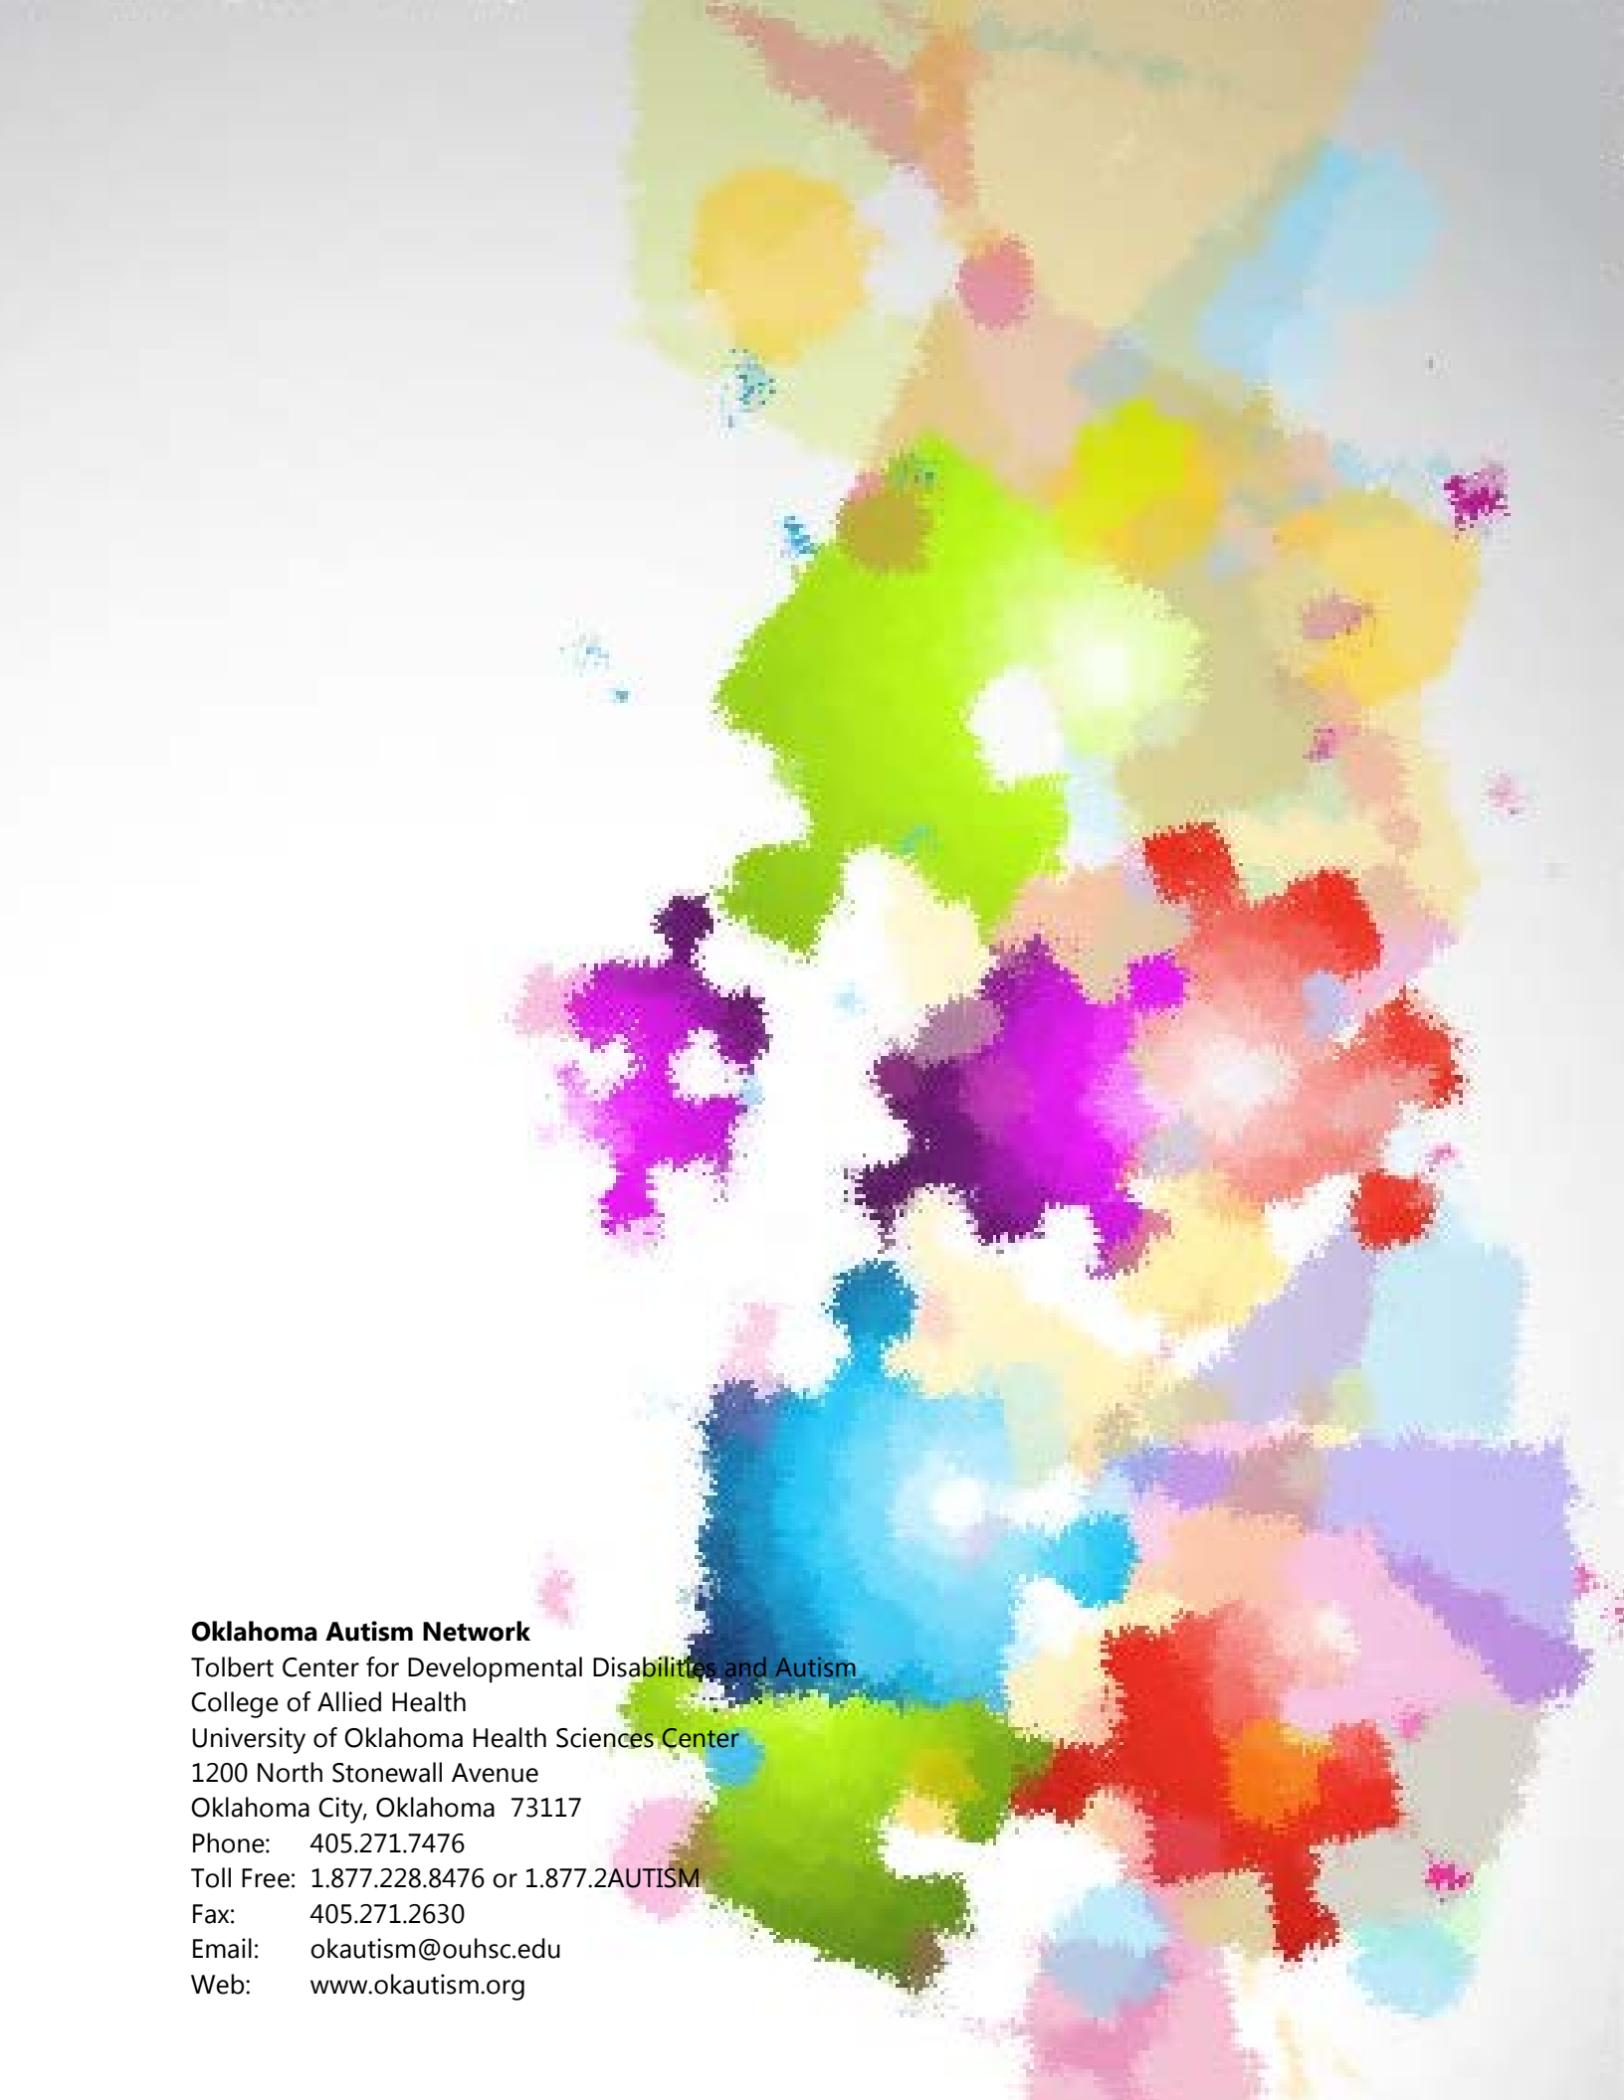 Oklahoma Autism Network
Tolbert Center for Developmental Disabilities and Autism
College of Allied Health
University of Oklahoma Health Sciences Center
1200 North Stonewall Avenue
Oklahoma City, Oklahoma  73117
Phone: 405.271.7476
Toll Free: 1.877.228.8476 or 1.877.2AUTISM
Fax: 405.271.2630
Email: okautism@ouhsc.edu
Web: www.okautism.org